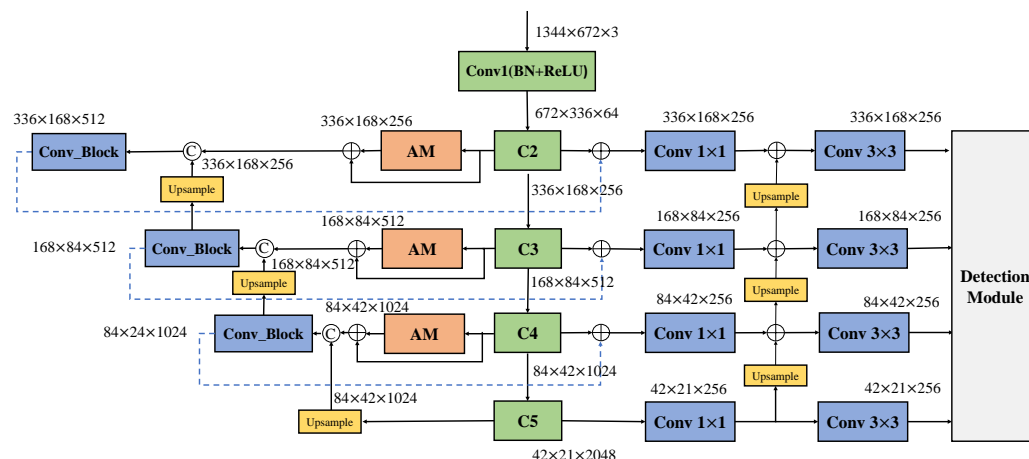 1344×672×3
Conv1(BN+ReLU)
672×336×64
336×168×512
336×168×256
336×168×256
336×168×256
Conv_Block
C
AM
C2
Conv 1×1
Conv 3×3
336×168×256
Upsample
Upsample
336×168×256
168×84×512
168×84×256
168×84×256
168×84×512
Conv_Block
C
AM
C3
Conv 1×1
Conv 3×3
168×84×512
Upsample
168×84×512
Upsample
Detection
Module
84×42×1024
84×42×256
84×42×256
84×24×1024
Conv_Block
C
AM
C4
Conv 1×1
Conv 3×3
84×42×1024
84×42×1024
Upsample
42×21×256
42×21×256
Upsample
C5
Conv 1×1
Conv 3×3
42×21×2048